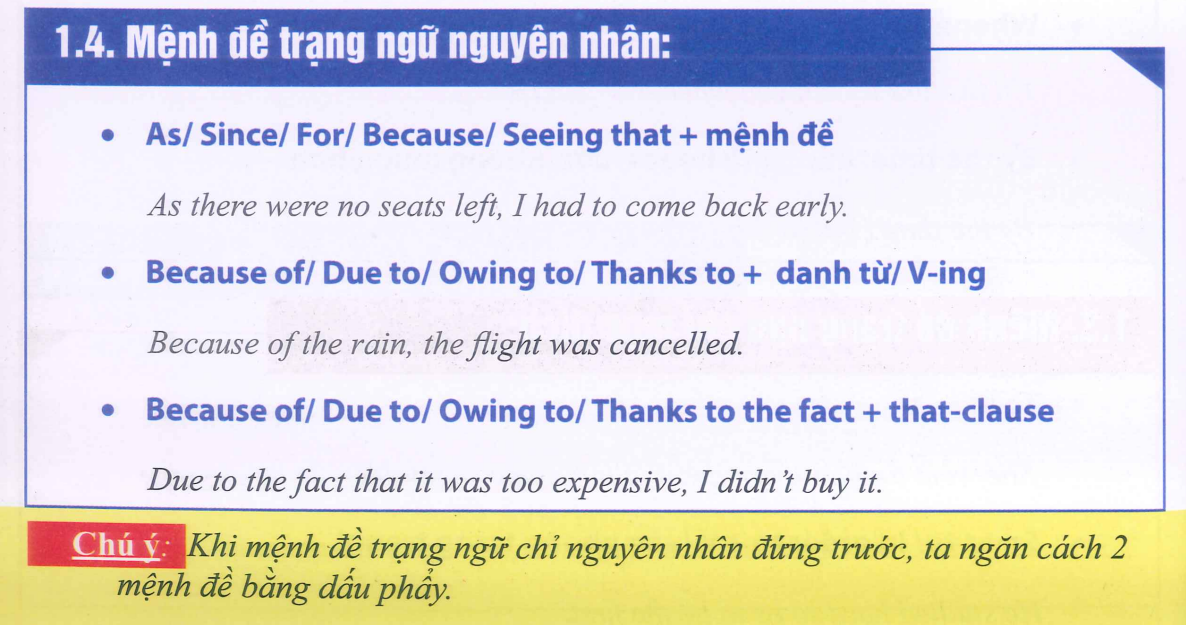 1.4. Mệnh đề trạng ngữ nguyên nhân:
• As/ Since/ For/ Because/ Seeing that + mệnh đề
As there were no seats left, I had to come back early.
• Because of/ Due to/ Owing to/ Thanks to + danh từ/ V-ing
Because of the rain, the flight was cancelled.
• Because of/ Due to/ Owing to/ Thanks to the fact + that-clause
Due to the fact that it was too expensive, I didn't buy it.
Chú ý: Khi mệnh đề trạng ngữ chỉ nguyên nhân đứng trước, ta ngăn cách 2
mệnh đề bằng dấu phẩy.